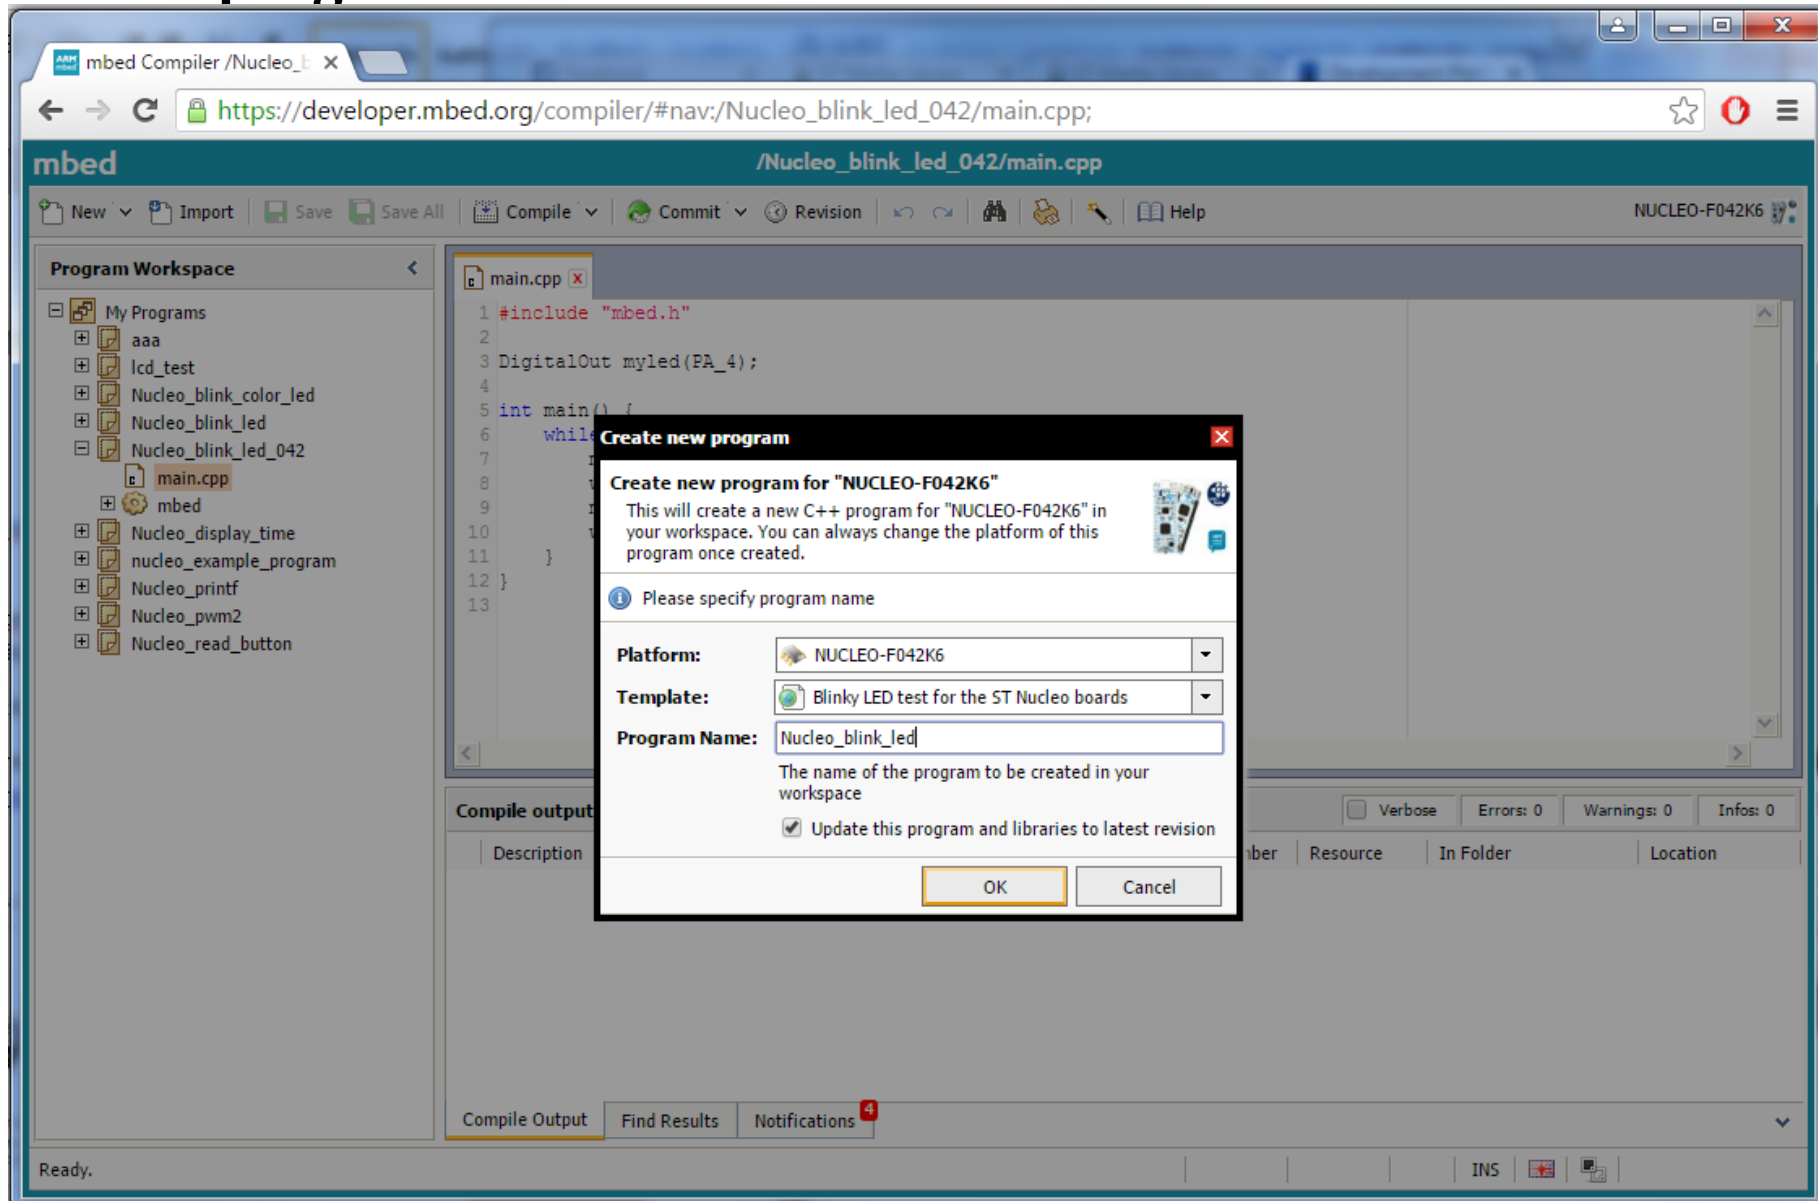 mbed Compiler /Nucleo_b
https://developer.mbed.org/compiler/#nav:/Nucleo_blink_led_042/main.cpp;
mbed
/Nucleo_blink_led_042/main.cpp
New Import Save Save All Compile Commit Revision Help NUCLEO-F042K6
Program Workspace
My Programs
aaa
lcd_test
Nucleo_blink_color_led
Nucleo_blink_led
Nucleo_blink_led_042
main.cpp
mbed
Nucleo_display_time
nucleo_example_program
Nucleo_printf
Nucleo_pwm2
Nucleo_read_button
main.cpp
1 #include "mbed.h"
2
3 DigitalOut myled(PA_4);
4
5 int main() {
6 while
7
8
9
10
11 }
12 }
13
Create new program
Create new program for "NUCLEO-F042K6"
This will create a new C++ program for "NUCLEO-F042K6" in
your workspace. You can always change the platform of this
program once created.
Please specify program name
Platform: NUCLEO-F042K6
Template: Blinky LED test for the ST Nucleo boards
Program Name: Nucleo_blink_led
The name of the program to be created in your
workspace
Update this program and libraries to latest revision
OK Cancel
Compile output
Verbose Errors: 0 Warnings: 0 Infos: 0
Description Resource In Folder Location
Compile Output Find Results Notifications 4
Ready.
INS